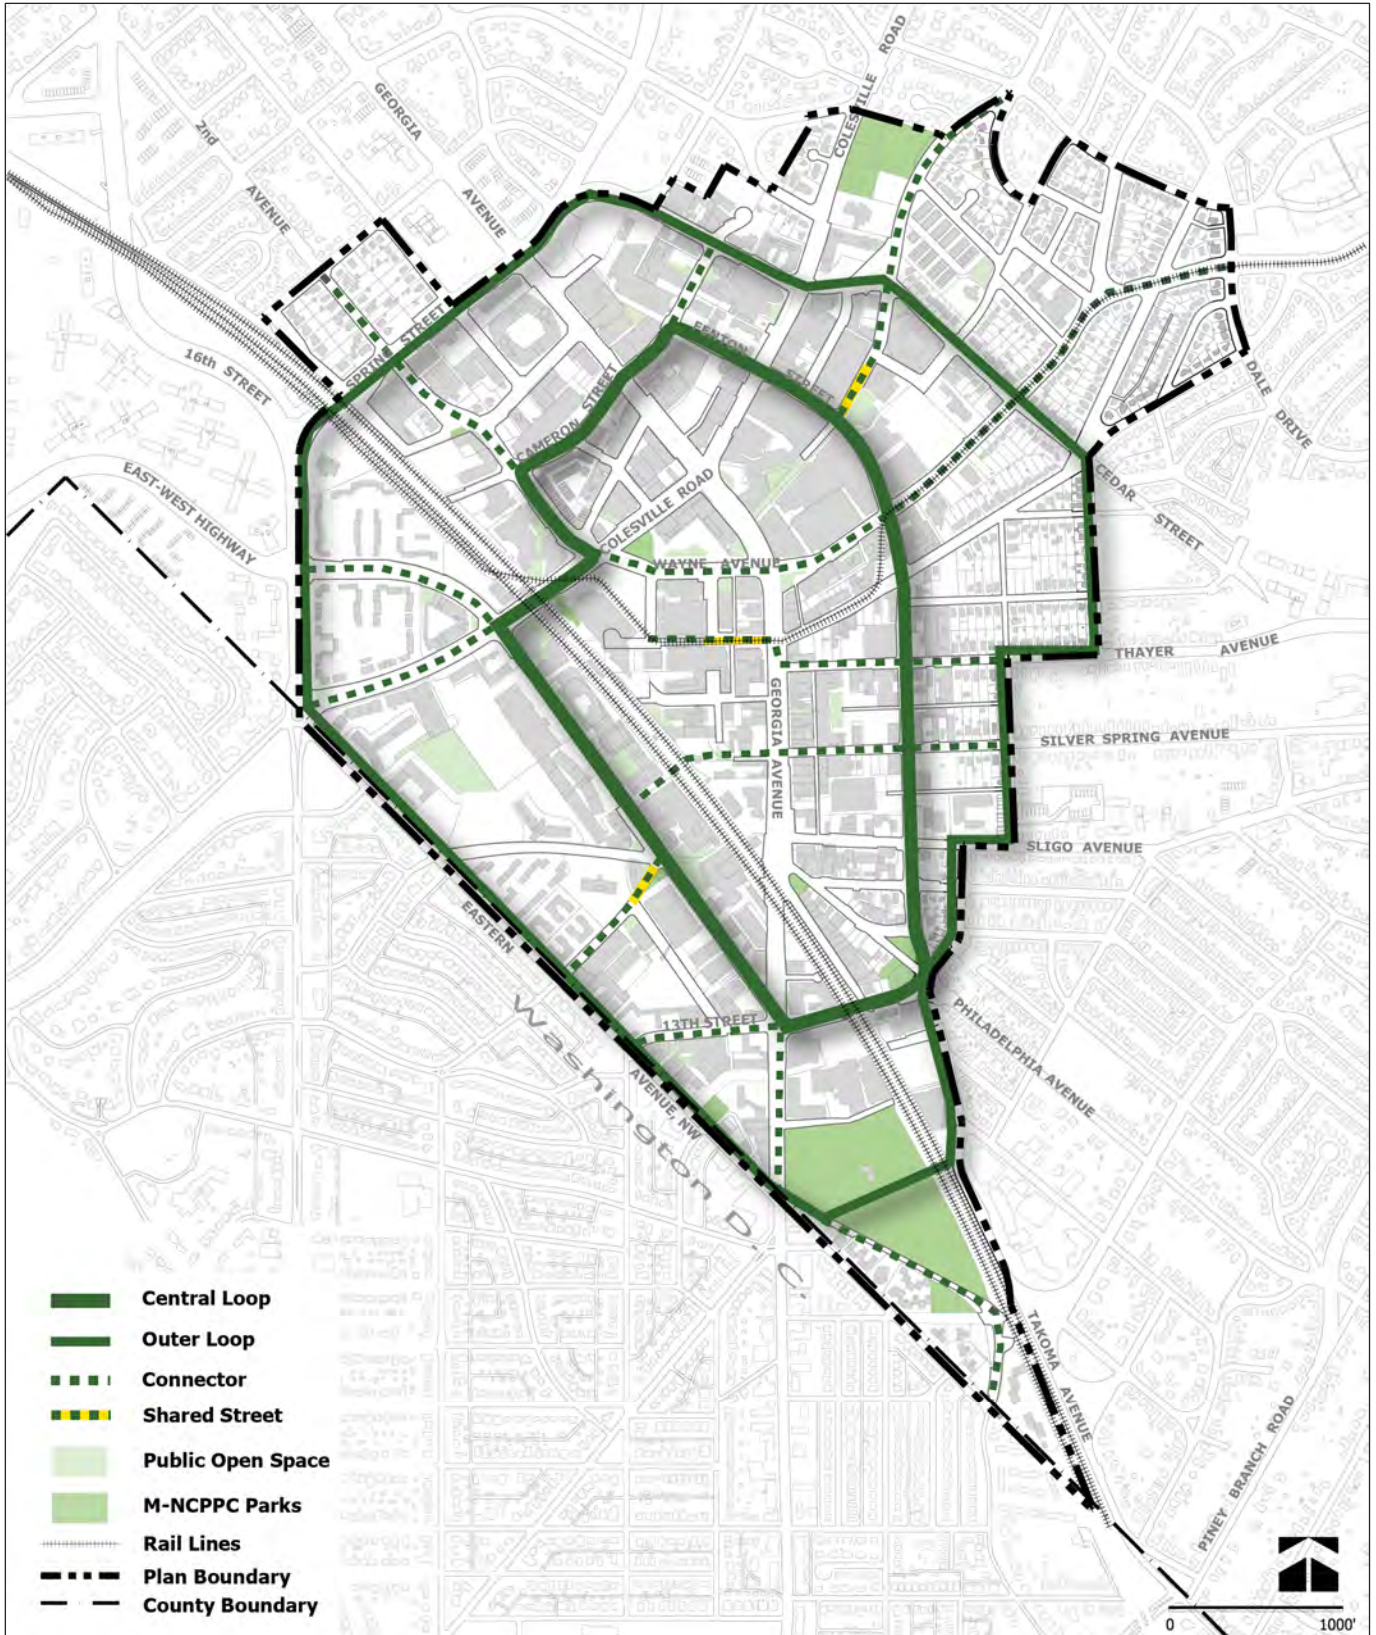 COLESVILLE ROAD
GEORGIA
AVENUE
2nd
AVENUE
SPRING STREET
16th STREET
EAST-WEST HIGHWAY
FENTON
STREET
CAMERON STREET
COLESVILLE ROAD
WAYNE AVENUE
DALE DRIVE
CEDAR
STREET
THAYER AVENUE
GEORGIA AVENUE
SILVER SPRING AVENUE
SLIGO AVENUE
EASTERN
AVENUE, NW
13TH STREET
PHILADELPHIA AVENUE
Washington D.C.
TAKOMA AVENUE
PINEY BRANCH ROAD
Central Loop
Outer Loop
Connector
Shared Street
Public Open Space
M-NCPPC Parks
Rail Lines
Plan Boundary
County Boundary
0 1000'